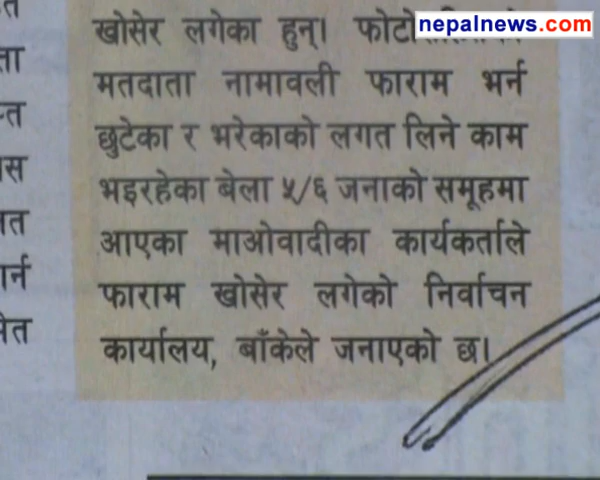 nepalnews.com
खोसेर लगेका हुन्।
मतदाता नामावली फाराम भर्न
छुटेका र भरेकाको लगत लिने काम
भइरहेका बेला ५/६ जनाको समूहमा
आएका माओवादीका कार्यकर्ताले
फाराम खोसेर लगेको निर्वाचन
कार्यालय, बाँकेले जनाएको छ।